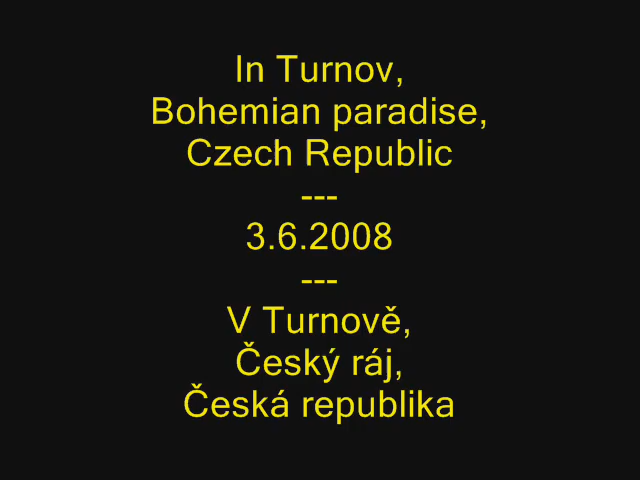 In Turnov,
Bohemian paradise,
Czech Republic
---
3.6.2008
---
V Turnově,
Český ráj,
Česká republika